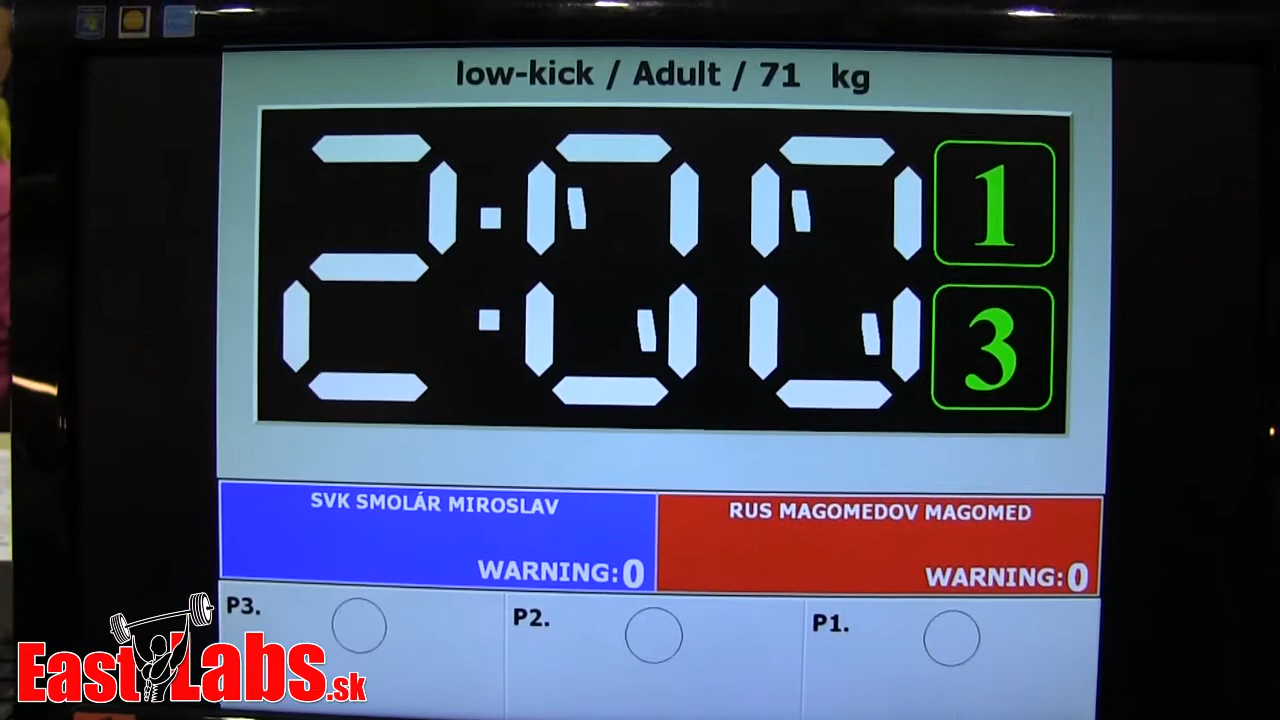 low-kick / Adult / 71 kg
2:00
1
3
SVK SMOLÁR MIROSLAV
WARNING:0
RUS MAGOMEDOV MAGOMED
WARNING:0
P3.
P2.
P1.
EastLabs.sk